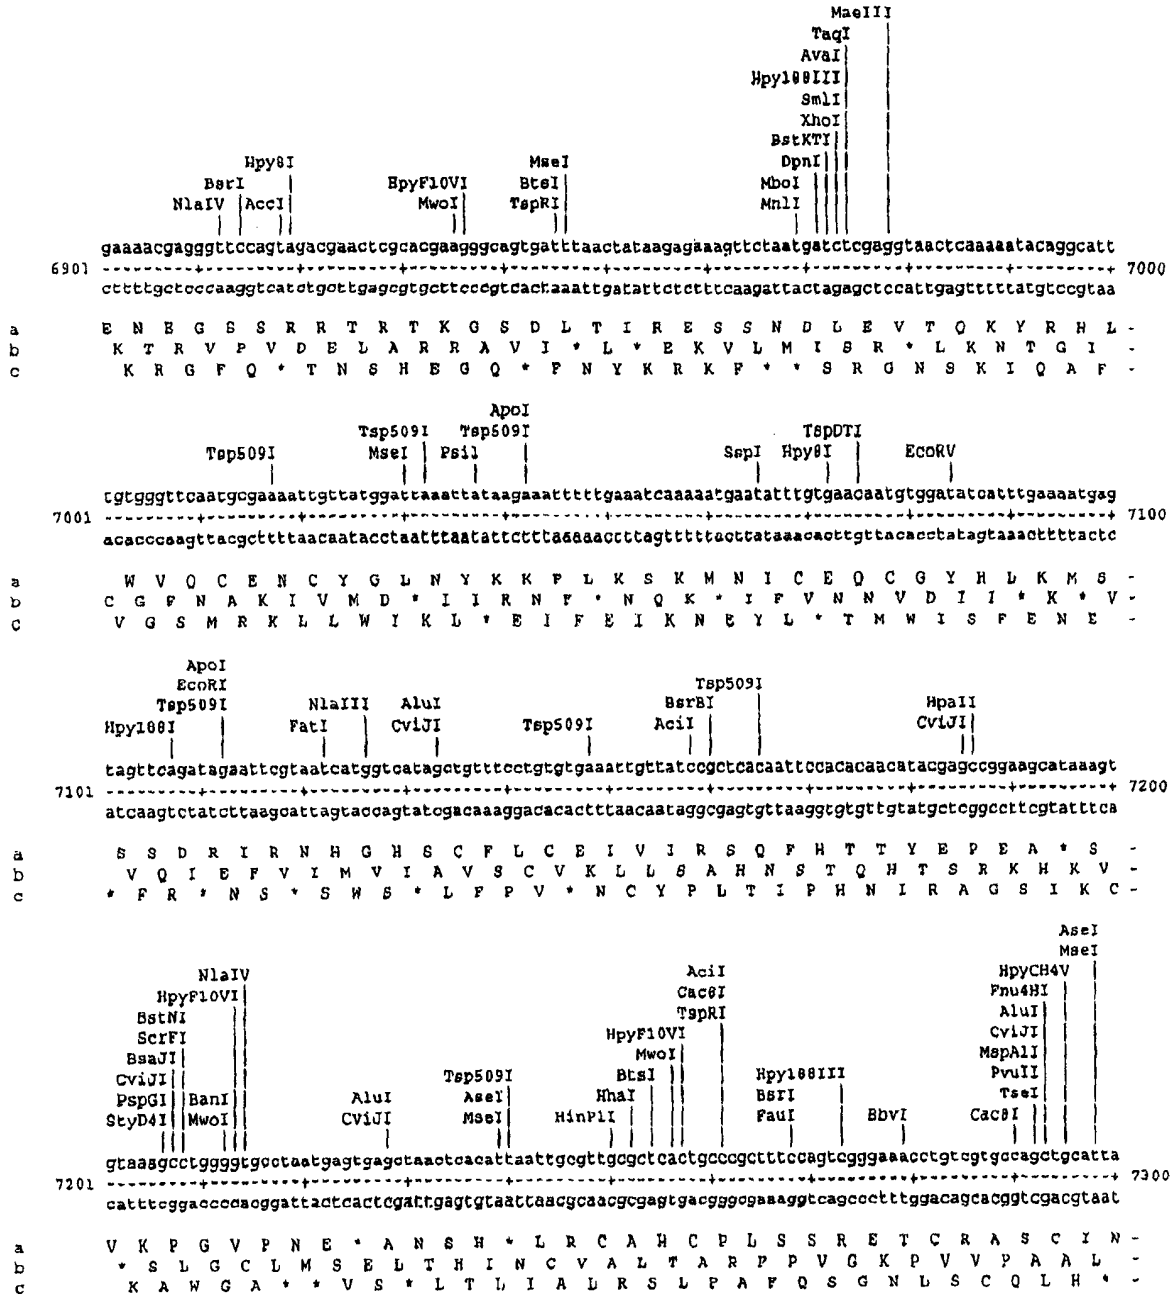 MaeIII
TaqI
AvaI
Hpy188III
SmlI
XhoI
BstKTI
Hpy8I MseI DpnI
BsrI HpyF10VI BtsI MboI
NlaIV AccI MwoI TspRI MnlI
gaaaacgagggttccagtagacgaactcgcacgaagggcagtgatttaactataagagaaagttctaatgatctcgaggtaactcaaaaatacaggcatt
6901 ---------+---------+---------+---------+---------+---------+---------+---------+---------+---------+ 7000
cttttgctcccaaggtcatctgcttgagcgtgcttcccgtcactaaattgatattctctttcaagattactagagctccattgagtttttatgtccgtaa
a E N E G S S R R T R T K G S D L T I R E S S N D L E V T Q K Y R H L -
b K T R V P V D E L A R R A V I * L * E K V L M I S R * L K N T G I -
c K R G F Q * T N S H E G Q * F N Y K R K F * * S R G N S K I Q A F -
ApoI
Tsp509I Tsp509I TspDTI
Tsp509I MseI PsiI SspI Hpy8I EcoRV
tgtgggttcaatgcgaaaattgttatggattaaattataagaaatttttgaaatcaaaaatgaatatttgtgaacaatgtggatatcatttgaaaatgag
7001 ---------+---------+---------+---------+---------+---------+---------+---------+---------+---------+ 7100
acacccaagttacgcttttaacaatacctaatttaatattctttaaaaactttagtttttacttataaacacttgttacacctatagtaaacttttactc
a W V Q C E N C Y G L N Y K K F L K S K M N I C E Q C G Y H L K M S -
b C G F N A K I V M D * I I R N F * N Q K * I F V N N V D I I * K * V -
c V G S M R K L L W I K L * E I F E I K N E Y L * T M W I S F E N E -
ApoI
EcoRI Tsp509I
Tsp509I NlaIII AluI BsrBI HpaII
Hpy188I FatI CviJI Tsp509I AciI CviJI
tagttcagatagaattcgtaatcatggtcatagctgtttcctgtgtgaaattgttatccgctcacaattccacacaacatacgagccggaagcataaagt
7101 ---------+---------+---------+---------+---------+---------+---------+---------+---------+---------+ 7200
atcaagtctatcttaagcattagtaccagtatcgacaaaggacacactttaacaataggcgagtgttaaggtgtgttgtatgctcggccttcgtatttca
a S S D R I R N H G H S C F L C E I V I R S Q F H T T Y E P E A * S -
b V Q I E F V I M V I A V S C V K L L S A H N S T Q H T S R K H K V -
c * F R * N S * S W S * L F P V * N C Y P L T I P H N I R A G S I K C -
AseI
NlaIV AciI MseI
HpyF10VI Cac8I HpyCH4V
BstNI TspRI Fnu4HI
ScrFI HpyF10VI AluI
BsaJI MwoI CviJI
CviJI Tsp509I BtsI Hpy188III MspA1I
PspGI BanI AluI AseI HhaI BsrI PvuII
StyD4I MwoI CviJI MseI HinP1I FauI BbvI Cac8I TseI
gtaaagcctggggtgcctaatgagtgagctaactcacattaattgcgttgcgctcactgcccgctttccagtcgggaaacctgtcgtgccagctgcatta
7201 ---------+---------+---------+---------+---------+---------+---------+---------+---------+---------+ 7300
catttcggaccccacggattactcactcgattgagtgtaattaacgcaacgcgagtgacgggcgaaaggtcagccctttggacagcacggtcgacgtaat
a V K P G V P N E * A N S H * L R C A H C P L S S R E T C R A S C I N -
b * S L G C L M S E L T H I N C V A L T A R F P V G K P V V P A A L -
c K A W G A * * V S * L T L I A L R S L P A F Q S G N L S C Q L H * -